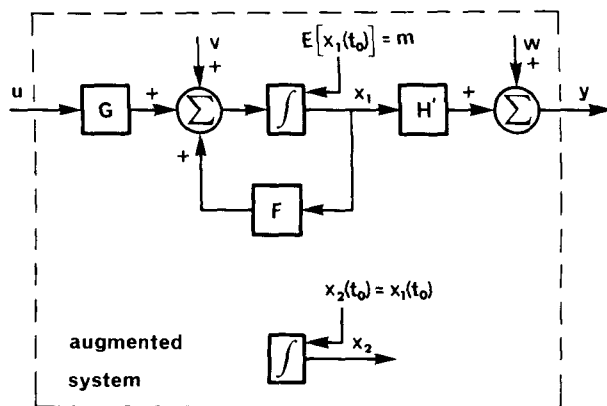 E[x₁(t₀)] = m
v
+
w
+
u
G
+
Σ
∫
x₁
H'
+
Σ
y
+
F
x₂(t₀) = x₁(t₀)
∫
x₂
augmented
system